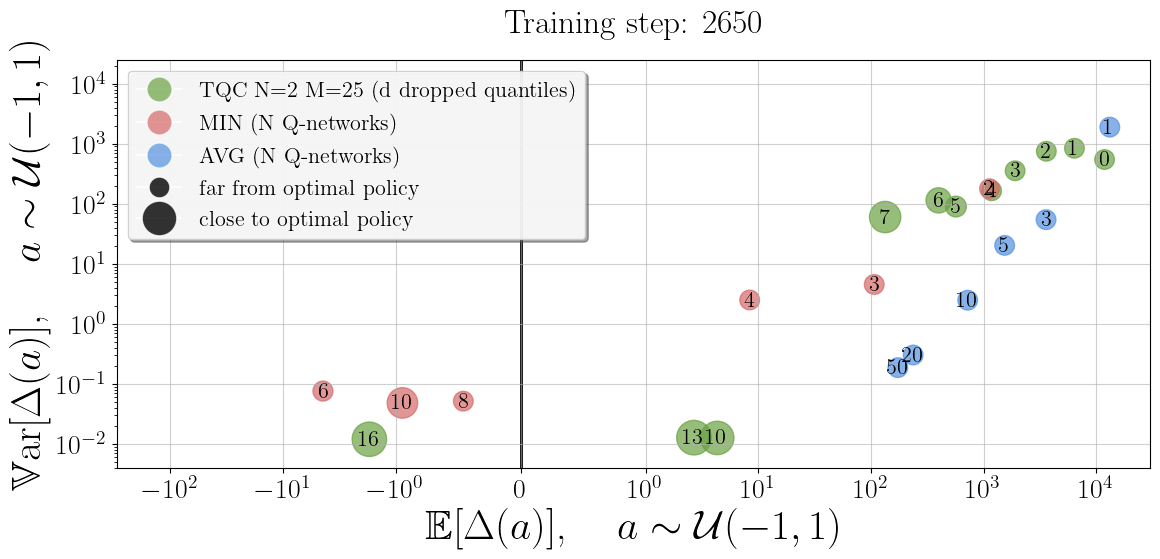 Training step: 2650
𝕍ar[Δ(a)], a ∼ 𝒰(−1, 1)
10⁴
10³
10²
10¹
10⁰
10⁻¹
10⁻²
TQC N=2 M=25 (d dropped quantiles)
MIN (N Q-networks)
AVG (N Q-networks)
far from optimal policy
close to optimal policy
1
2 1 0
3
6 5 2 4
7 3
5
4 3 10
50 20
6 10 8
16 13 10
−10² −10¹ −10⁰ 0 10⁰ 10¹ 10² 10³ 10⁴
𝔼[Δ(a)], a ∼ 𝒰(−1, 1)